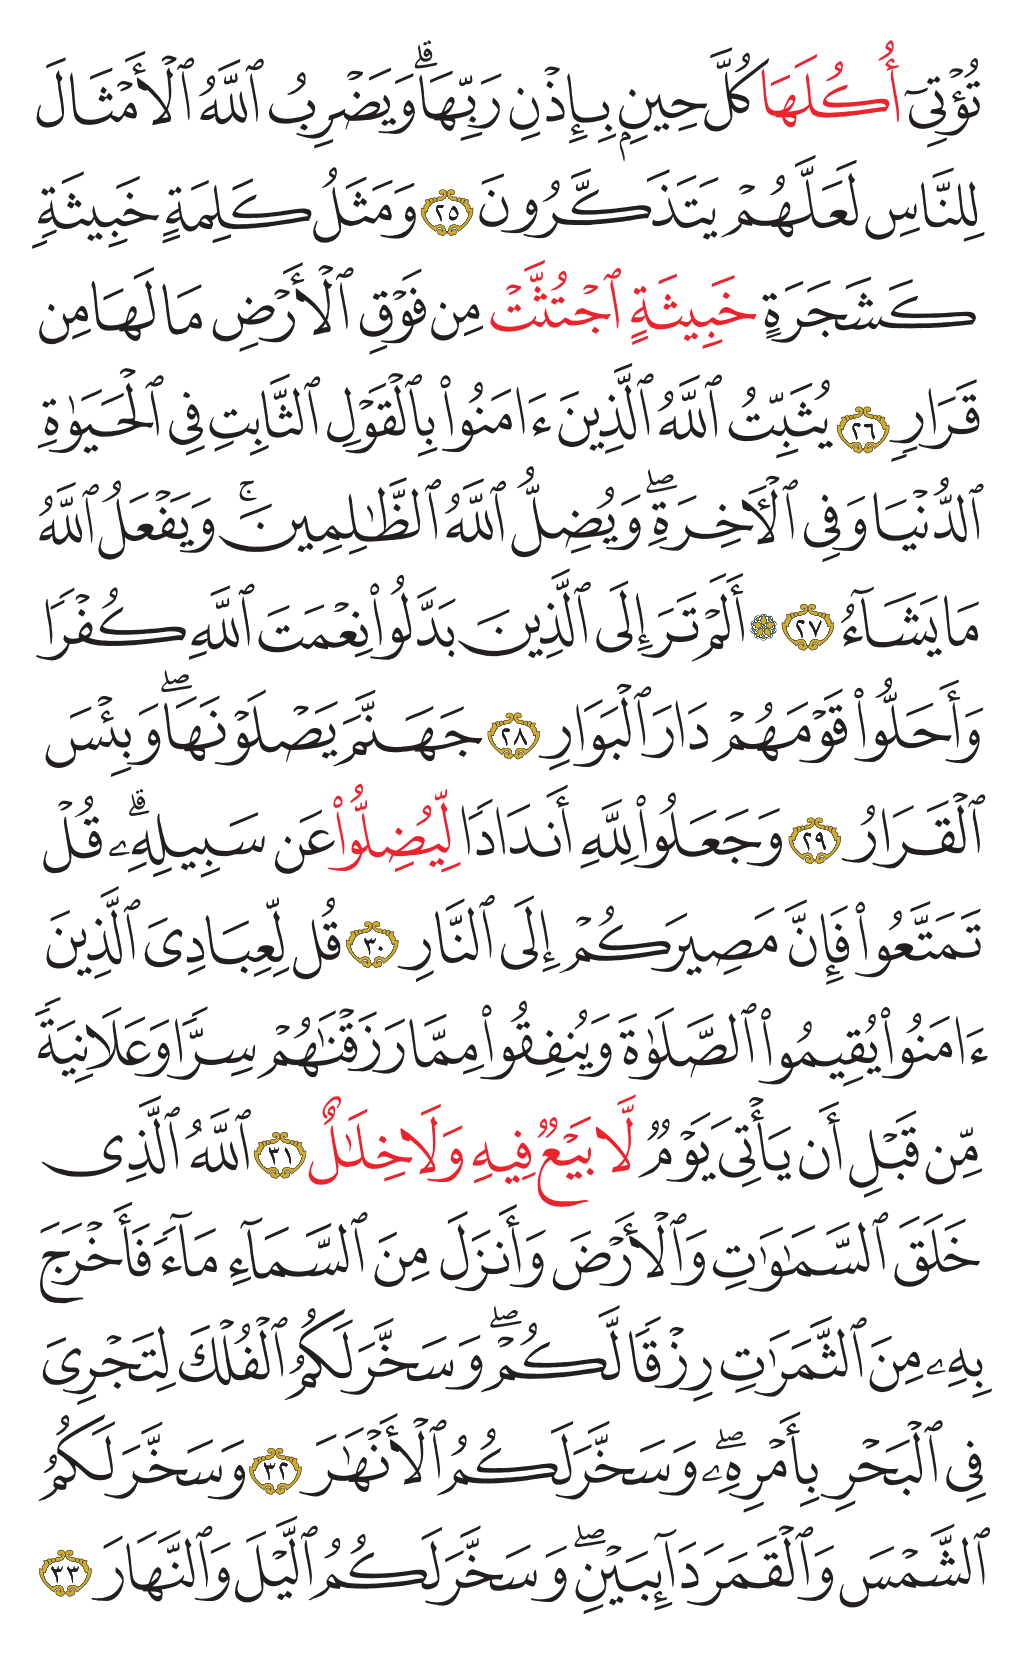 تُؤْتِىٓ أُكُلَهَا كُلَّ حِينٍۭ بِإِذْنِ رَبِّهَاۗ وَيَضْرِبُ ٱللَّهُ ٱلْأَمْثَالَ
لِلنَّاسِ لَعَلَّهُمْ يَتَذَكَّرُونَ ٢٥ وَمَثَلُ كَلِمَةٍ خَبِيثَةٍ
كَشَجَرَةٍ خَبِيثَةٍ ٱجْتُثَّتْ مِن فَوْقِ ٱلْأَرْضِ مَا لَهَا مِن
قَرَارٍ ٢٦ يُثَبِّتُ ٱللَّهُ ٱلَّذِينَ ءَامَنُوا۟ بِٱلْقَوْلِ ٱلثَّابِتِ فِى ٱلْحَيَوٰةِ
ٱلدُّنْيَا وَفِى ٱلْـَٔاخِرَةِۖ وَيُضِلُّ ٱللَّهُ ٱلظَّـٰلِمِينَۚ وَيَفْعَلُ ٱللَّهُ
مَا يَشَآءُ ٢٧ ۞ أَلَمْ تَرَ إِلَى ٱلَّذِينَ بَدَّلُوا۟ نِعْمَتَ ٱللَّهِ كُفْرًا
وَأَحَلُّوا۟ قَوْمَهُمْ دَارَ ٱلْبَوَارِ ٢٨ جَهَنَّمَ يَصْلَوْنَهَاۖ وَبِئْسَ
ٱلْقَرَارُ ٢٩ وَجَعَلُوا۟ لِلَّهِ أَندَادًا لِّيُضِلُّوا۟ عَن سَبِيلِهِۦۗ قُلْ
تَمَتَّعُوا۟ فَإِنَّ مَصِيرَكُمْ إِلَى ٱلنَّارِ ٣٠ قُل لِّعِبَادِىَ ٱلَّذِينَ
ءَامَنُوا۟ يُقِيمُوا۟ ٱلصَّلَوٰةَ وَيُنفِقُوا۟ مِمَّا رَزَقْنَـٰهُمْ سِرًّا وَعَلَانِيَةً
مِّن قَبْلِ أَن يَأْتِىَ يَوْمٌ لَّا بَيْعٌ فِيهِ وَلَا خِلَـٰلٌ ٣١ ٱللَّهُ ٱلَّذِى
خَلَقَ ٱلسَّمَـٰوَٰتِ وَٱلْأَرْضَ وَأَنزَلَ مِنَ ٱلسَّمَآءِ مَآءً فَأَخْرَجَ
بِهِۦ مِنَ ٱلثَّمَرَٰتِ رِزْقًا لَّكُمْۖ وَسَخَّرَ لَكُمُ ٱلْفُلْكَ لِتَجْرِىَ
فِى ٱلْبَحْرِ بِأَمْرِهِۦۖ وَسَخَّرَ لَكُمُ ٱلْأَنْهَـٰرَ ٣٢ وَسَخَّرَ لَكُمُ
ٱلشَّمْسَ وَٱلْقَمَرَ دَآئِبَيْنِۖ وَسَخَّرَ لَكُمُ ٱلَّيْلَ وَٱلنَّهَارَ ٣٣